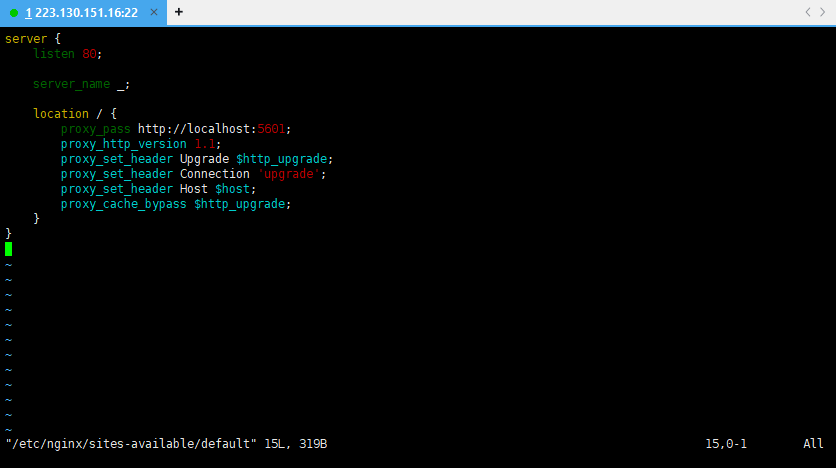 1 223.130.151.16:22 × +
server {
    listen 80;

    server_name _;

    location / {
        proxy_pass http://localhost:5601;
        proxy_http_version 1.1;
        proxy_set_header Upgrade $http_upgrade;
        proxy_set_header Connection 'upgrade';
        proxy_set_header Host $host;
        proxy_cache_bypass $http_upgrade;
    }
}

~
~
~
~
~
~
~
~
~
~
~
~
"/etc/nginx/sites-available/default" 15L, 319B 15,0-1 All